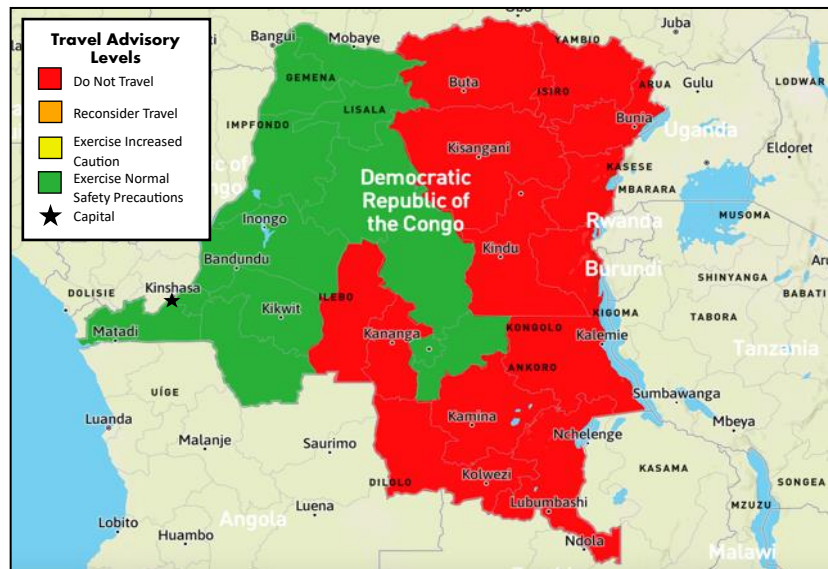 Travel Advisory
Levels
Do Not Travel
Reconsider Travel
Exercise Increased
Caution
Exercise Normal
Safety Precautions
Capital
Bangui
Mobaye
Juba
YAMBIO
GEMENA
Buta
ISIRO
ARUA
Gulu
LODWAR
LISALA
IMPFONDO
Bunia
Uganda
Kisangani
Eldoret
KASESE
MBARARA
Democratic
Republic of
the Congo
Inongo
Rwanda
MUSOMA
Kindu
Bandundu
Burundi
SHINYANGA
Kinshasa
DOLISIE
BABATI
ILEBO
Kikwit
KIGOMA
TABORA
KONGOLO
Matadi
Kananga
Kalemie
Tanzania
ANKORO
UÍGE
Sumbawanga
Luanda
Kamina
Mbeya
Malanje
Saurimo
Nchelenge
KASAMA
Kolwezi
DILOLO
SONGEA
Lubumbashi
Luena
MZUZU
Lobito
Angola
Huambo
Ndola
Malawi